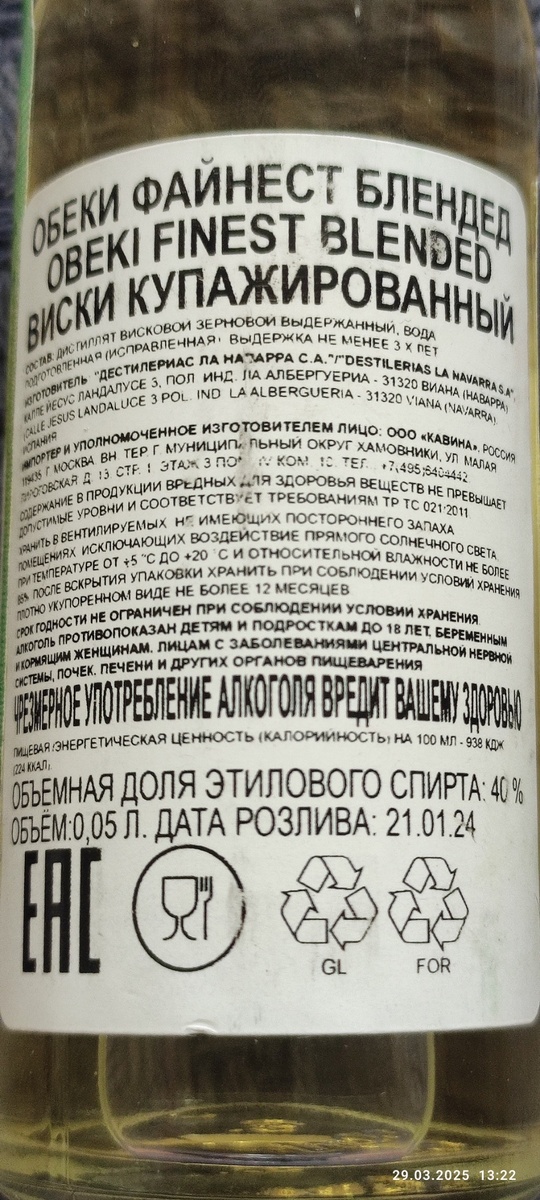 ОБЕКИ ФАЙНЕСТ БЛЕНДЕД
OBEKI FINEST BLENDED
ВИСКИ КУПАЖИРОВАННЫЙ
СОСТАВ: ДИСТИЛЛЯТ ВИСКОВОЙ ЗЕРНОВОЙ ВЫДЕРЖАННЫЙ, ВОДА
ПОДГОТОВЛЕННАЯ (ИСПРАВЛЕННАЯ) ВЫДЕРЖКА НЕ МЕНЕЕ 3 Х ЛЕТ
ИЗГОТОВИТЕЛЬ "ДЕСТИЛЕРИАС ЛА НАВАРРА С.А."/"DESTILERIAS LA NAVARRA S.A"
КАЛЛЕ ИЕСУС ЛАНДАЛУСЕ 3, ПОЛ ИНД. ЛА АЛБЕРГУЕРИА - 31320 ВИАНА (НАВАРРА)
(CALLE JESUS LANDALUCE 3 POL. IND LA ALBERGUERIA - 31320 VIANA (NAVARRA)
ИСПАНИЯ
ИМПОРТЕР И УПОЛНОМОЧЕННОЕ ИЗГОТОВИТЕЛЕМ ЛИЦО: ООО «КАВИНА», РОССИЯ
119435 Г МОСКВА ВН ТЕР Г МУНИЦИПАЛЬНЫЙ ОКРУГ ХАМОВНИКИ, УЛ МАЛАЯ
ПИРОГОВСКАЯ Д. 13 СТР. 1 ЭТАЖ 3 КОМ. ТЕЛ.
СОДЕРЖАНИЕ В ПРОДУКЦИИ ВРЕДНЫХ ДЛЯ ЗДОРОВЬЯ ВЕЩЕСТВ НЕ ПРЕВЫШАЕТ
ДОПУСТИМЫЕ УРОВНИ И СООТВЕТСТВУЕТ ТРЕБОВАНИЯМ ТР ТС 021/2011
ХРАНИТЬ В ВЕНТИЛИРУЕМЫХ НЕ ИМЕЮЩИХ ПОСТОРОННЕГО ЗАПАХА
ПОМЕЩЕНИЯХ ИСКЛЮЧАЮЩИХ ВОЗДЕЙСТВИЕ ПРЯМОГО СОЛНЕЧНОГО СВЕТА
ПРИ ТЕМПЕРАТУРЕ ОТ +5 °С ДО +20 °С И ОТНОСИТЕЛЬНОЙ ВЛАЖНОСТИ НЕ БОЛЕЕ
85% ПОСЛЕ ВСКРЫТИЯ УПАКОВКИ ХРАНИТЬ ПРИ СОБЛЮДЕНИИ УСЛОВИЙ ХРАНЕНИЯ
ПЛОТНО УКУПОРЕННОМ ВИДЕ НЕ БОЛЕЕ 12 МЕСЯЦЕВ
СРОК ГОДНОСТИ НЕ ОГРАНИЧЕН ПРИ СОБЛЮДЕНИИ УСЛОВИЙ ХРАНЕНИЯ
АЛКОГОЛЬ ПРОТИВОПОКАЗАН ДЕТЯМ И ПОДРОСТКАМ ДО 18 ЛЕТ, БЕРЕМЕННЫМ
И КОРМЯЩИМ ЖЕНЩИНАМ, ЛИЦАМ С ЗАБОЛЕВАНИЯМИ ЦЕНТРАЛЬНОЙ НЕРВНОЙ
СИСТЕМЫ, ПОЧЕК, ПЕЧЕНИ И ДРУГИХ ОРГАНОВ ПИЩЕВАРЕНИЯ
ЧРЕЗМЕРНОЕ УПОТРЕБЛЕНИЕ АЛКОГОЛЯ ВРЕДИТ ВАШЕМУ ЗДОРОВЬЮ
ПИЩЕВАЯ /ЭНЕРГЕТИЧЕСКАЯ ЦЕННОСТЬ (КАЛОРИЙНОСТЬ) НА 100 МЛ - 938 КДЖ
(224 ККАЛ)
ОБЪЕМНАЯ ДОЛЯ ЭТИЛОВОГО СПИРТА: 40 %
ОБЪЁМ:0,05 Л. ДАТА РОЗЛИВА: 21.01.24
EAC
GL FOR
29.03.2025 13:22